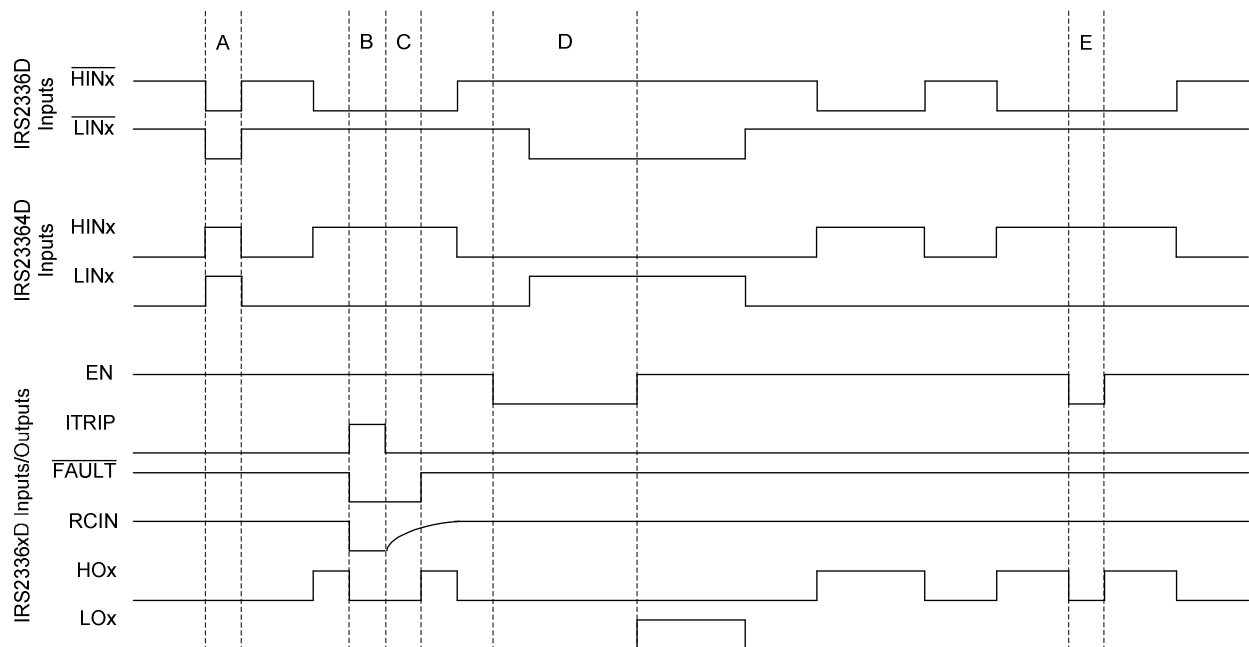 A B C D E
IRS2336D
Inputs
HINx
LINx
IRS23364D
Inputs
HINx
LINx
IRS2336xD Inputs/Outputs
EN
ITRIP
FAULT
RCIN
HOx
LOx